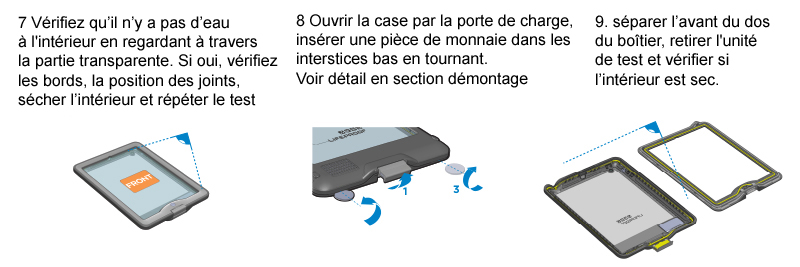 7 Vérifiez qu’il n’y a pas d’eau
à l'intérieur en regardant à travers
la partie transparente. Si oui, vérifiez
les bords, la position des joints,
sécher l’intérieur et répéter le test
8 Ouvrir la case par la porte de charge,
insérer une pièce de monnaie dans les
interstices bas en tournant.
Voir détail en section démontage
9. séparer l’avant du dos
du boîtier, retirer l'unité
de test et vérifier si
l’intérieur est sec.
FRONT
LIFEPROOF
1
3